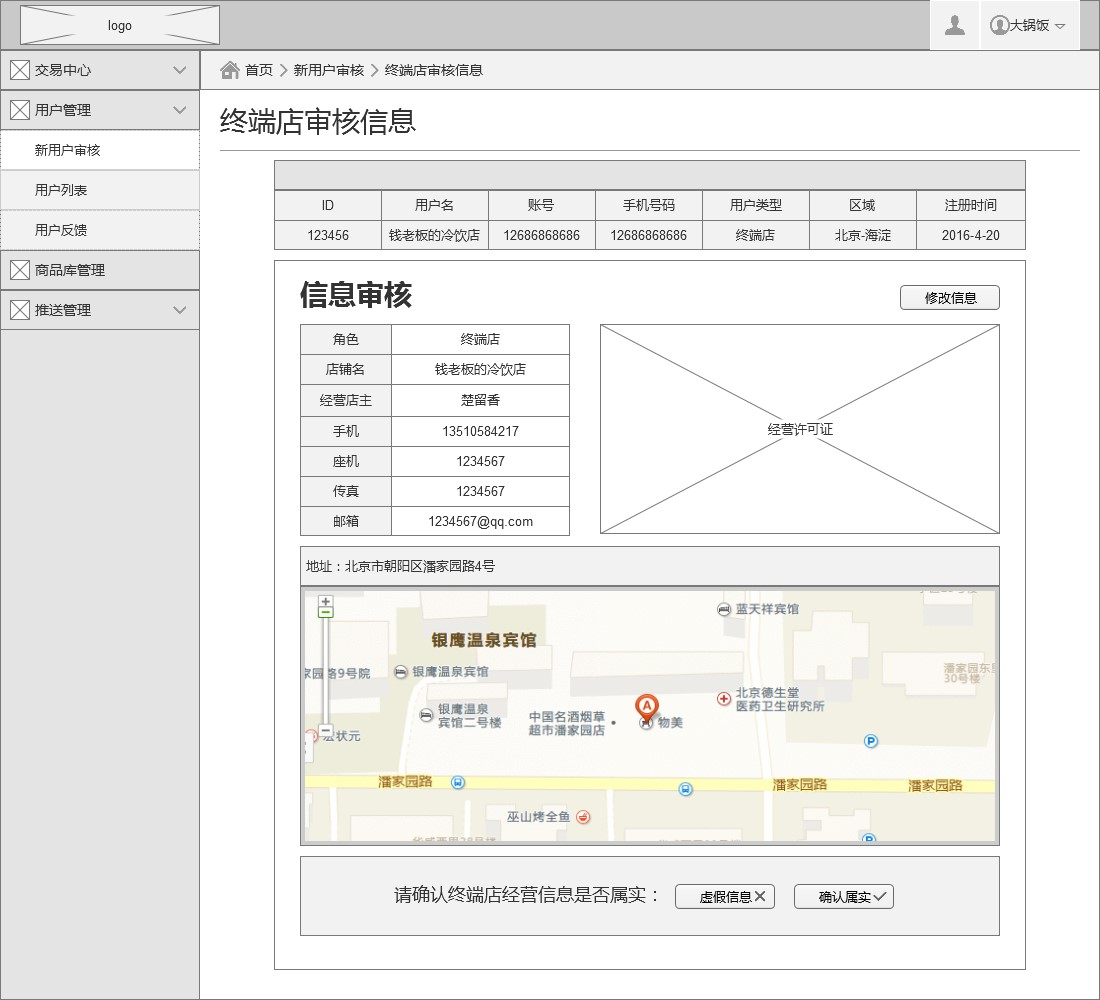 logo
大锅饭
交易中心
用户管理
新用户审核
用户列表
用户反馈
商品库管理
推送管理
首页 新用户审核 终端店审核信息
终端店审核信息
ID 用户名 账号 手机号码 用户类型 区域 注册时间
123456 钱老板的冷饮店 12686868686 12686868686 终端店 北京-海淀 2016-4-20
信息审核
修改信息
角色 终端店
店铺名 钱老板的冷饮店
经营店主 楚留香
手机 13510584217
座机 1234567
传真 1234567
邮箱 1234567@qq.com
经营许可证
地址：北京市朝阳区潘家园路4号
蓝天祥宾馆
银鹰温泉宾馆
家园路9号院
银鹰温泉宾馆
潘家园东里
30号楼
北京德生堂
医药卫生研究所
银鹰温泉
宾馆二号楼
中国名酒烟草
超市潘家园店
A
物美
状元
P
潘家园路
潘家园路
潘家园路
巫山烤全鱼
P
请确认终端店经营信息是否属实：
虚假信息
确认属实